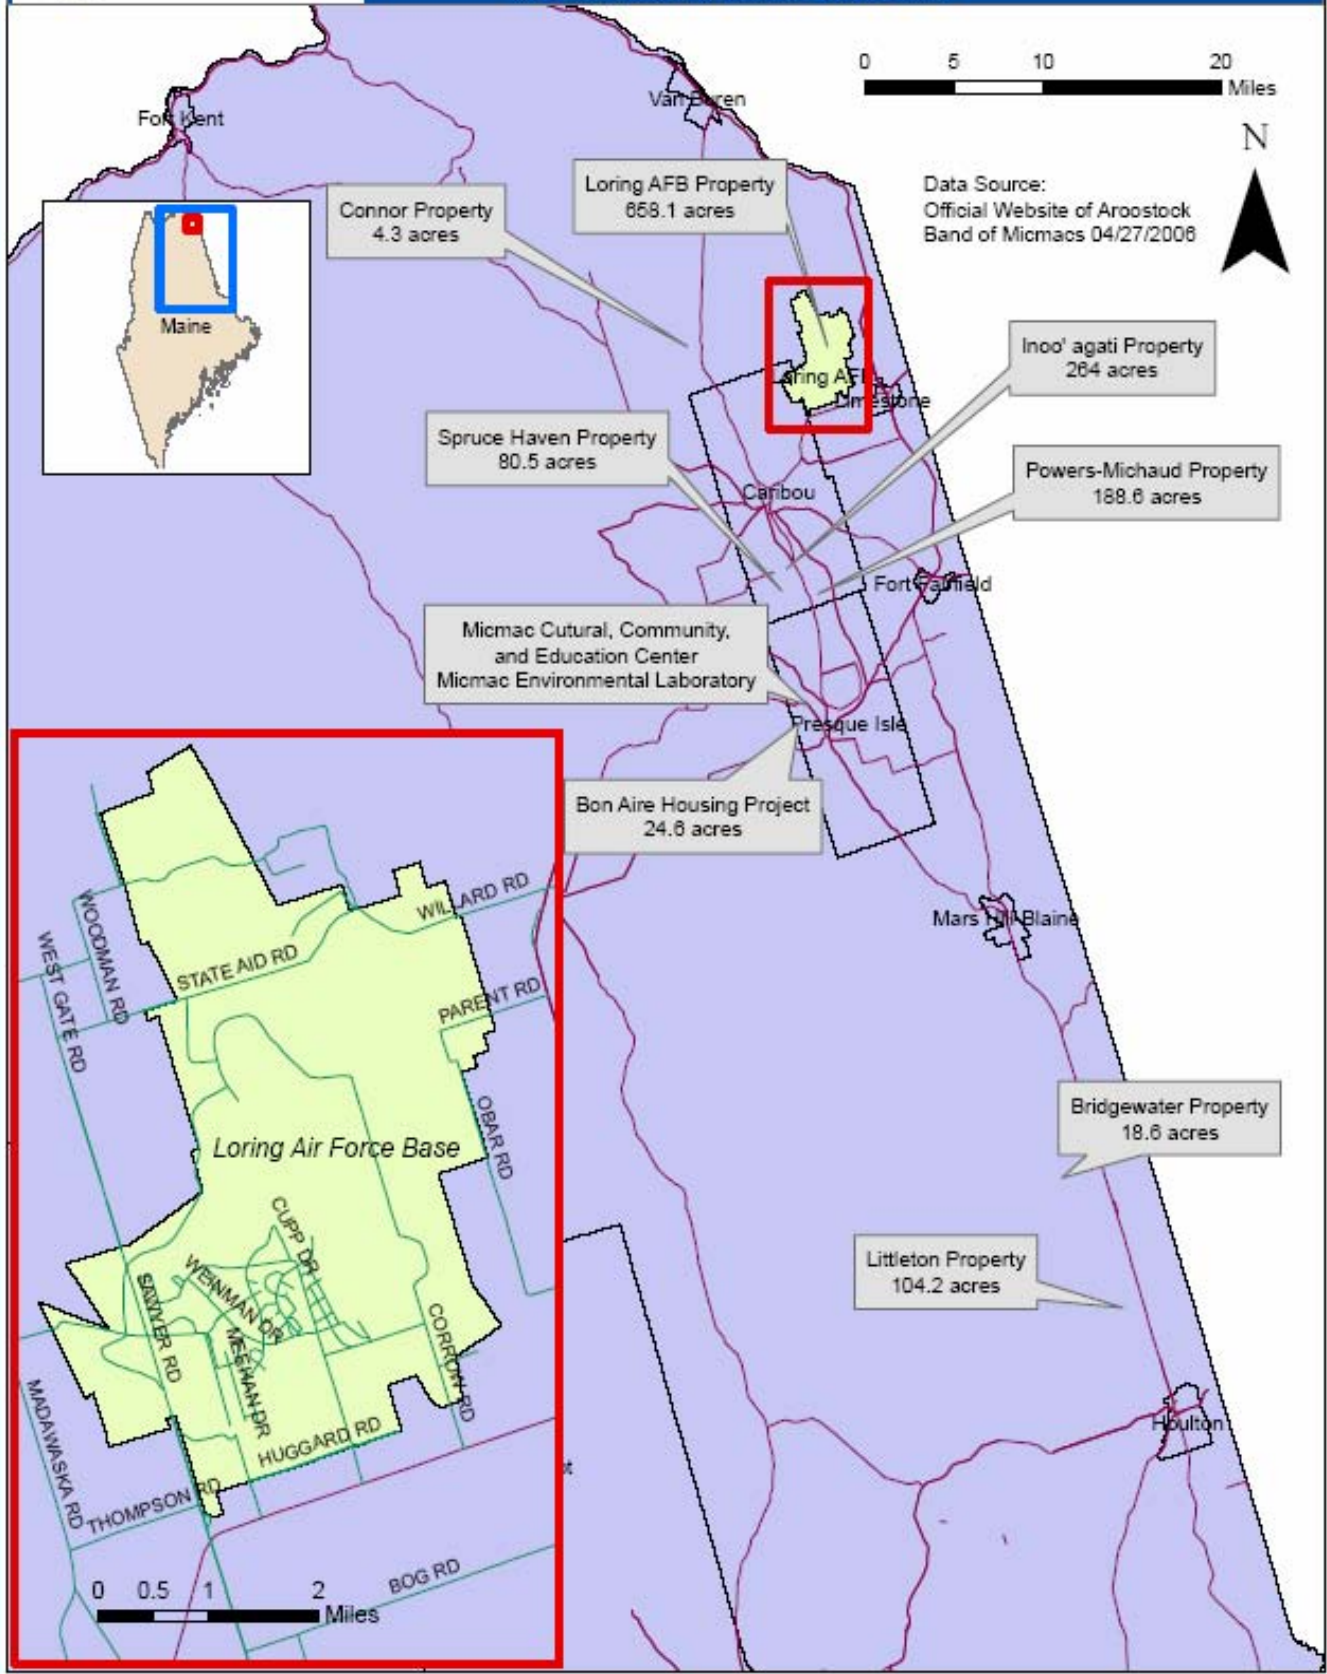 0 5 10 20
Miles
N
Data Source:
Official Website of Aroostock
Band of Micmacs 04/27/2006
Fort Kent
Van Buren
Loring AFB Property
658.1 acres
Connor Property
4.3 acres
Maine
Inoo' agati Property
264 acres
Loring AFB
Limestone
Spruce Haven Property
80.5 acres
Powers-Michaud Property
188.6 acres
Caribou
Fort Fairfield
Micmac Cutural, Community,
and Education Center
Micmac Environmental Laboratory
Presque Isle
Bon Aire Housing Project
24.6 acres
Mars Hill-Blaine
Bridgewater Property
18.6 acres
Littleton Property
104.2 acres
Houlton
WILLARD RD
WOODMAN RD
WEST GATE RD
STATE AID RD
PARENT RD
OBAR RD
Loring Air Force Base
CUPP DR
WEINMAN DR
SAWYER RD
MEEHAN DR
CORROW RD
MADAWASKA RD
HUGGARD RD
THOMPSON RD
BOG RD
0 0.5 1 2
Miles